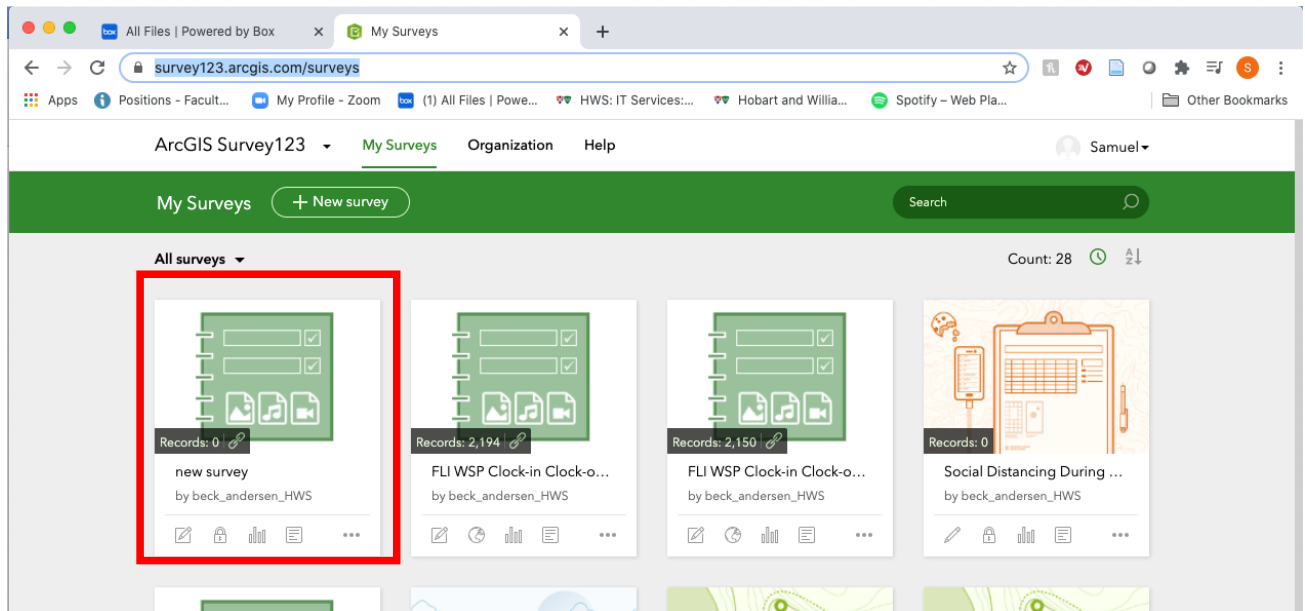 box All Files | Powered by Box × My Surveys × +
survey123.arcgis.com/surveys S
Apps Positions - Facult... My Profile - Zoom box (1) All Files | Powe... HWS: IT Services:... Hobart and Willia... Spotify – Web Pla... Other Bookmarks
ArcGIS Survey123 My Surveys Organization Help Samuel
My Surveys + New survey Search
All surveys Count: 28 AZ
Records: 0 Records: 2,194 Records: 2,150 Records: 0
new survey FLI WSP Clock-in Clock-o... FLI WSP Clock-in Clock-o... Social Distancing During ...
by beck_andersen_HWS by beck_andersen_HWS by beck_andersen_HWS by beck_andersen_HWS